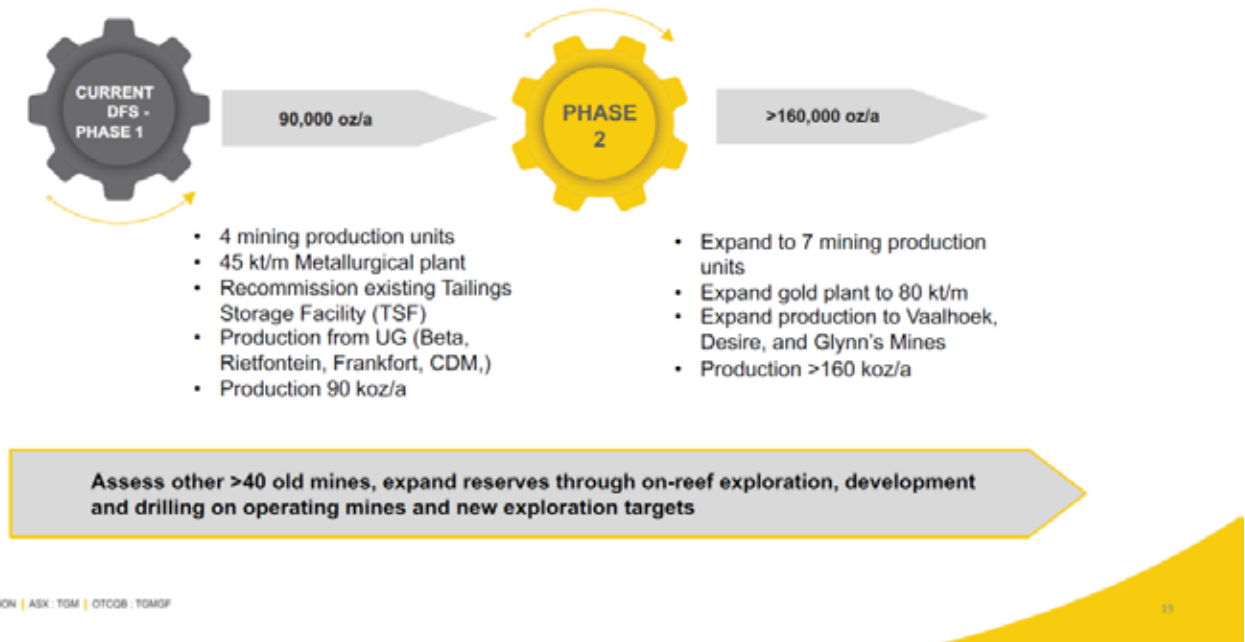 CURRENT
DFS -
PHASE 1
90,000 oz/a
PHASE
2
>160,000 oz/a
• 4 mining production units
• 45 kt/m Metallurgical plant
• Recommission existing Tailings
Storage Facility (TSF)
• Production from UG (Beta,
Rietfontein, Frankfort, CDM,)
• Production 90 koz/a
• Expand to 7 mining production
units
• Expand gold plant to 80 kt/m
• Expand production to Vaalhoek,
Desire, and Glynn's Mines
• Production >160 koz/a
Assess other >40 old mines, expand reserves through on-reef exploration, development
and drilling on operating mines and new exploration targets
ION | ASX : TGM | OTCQB : TGMGF
19